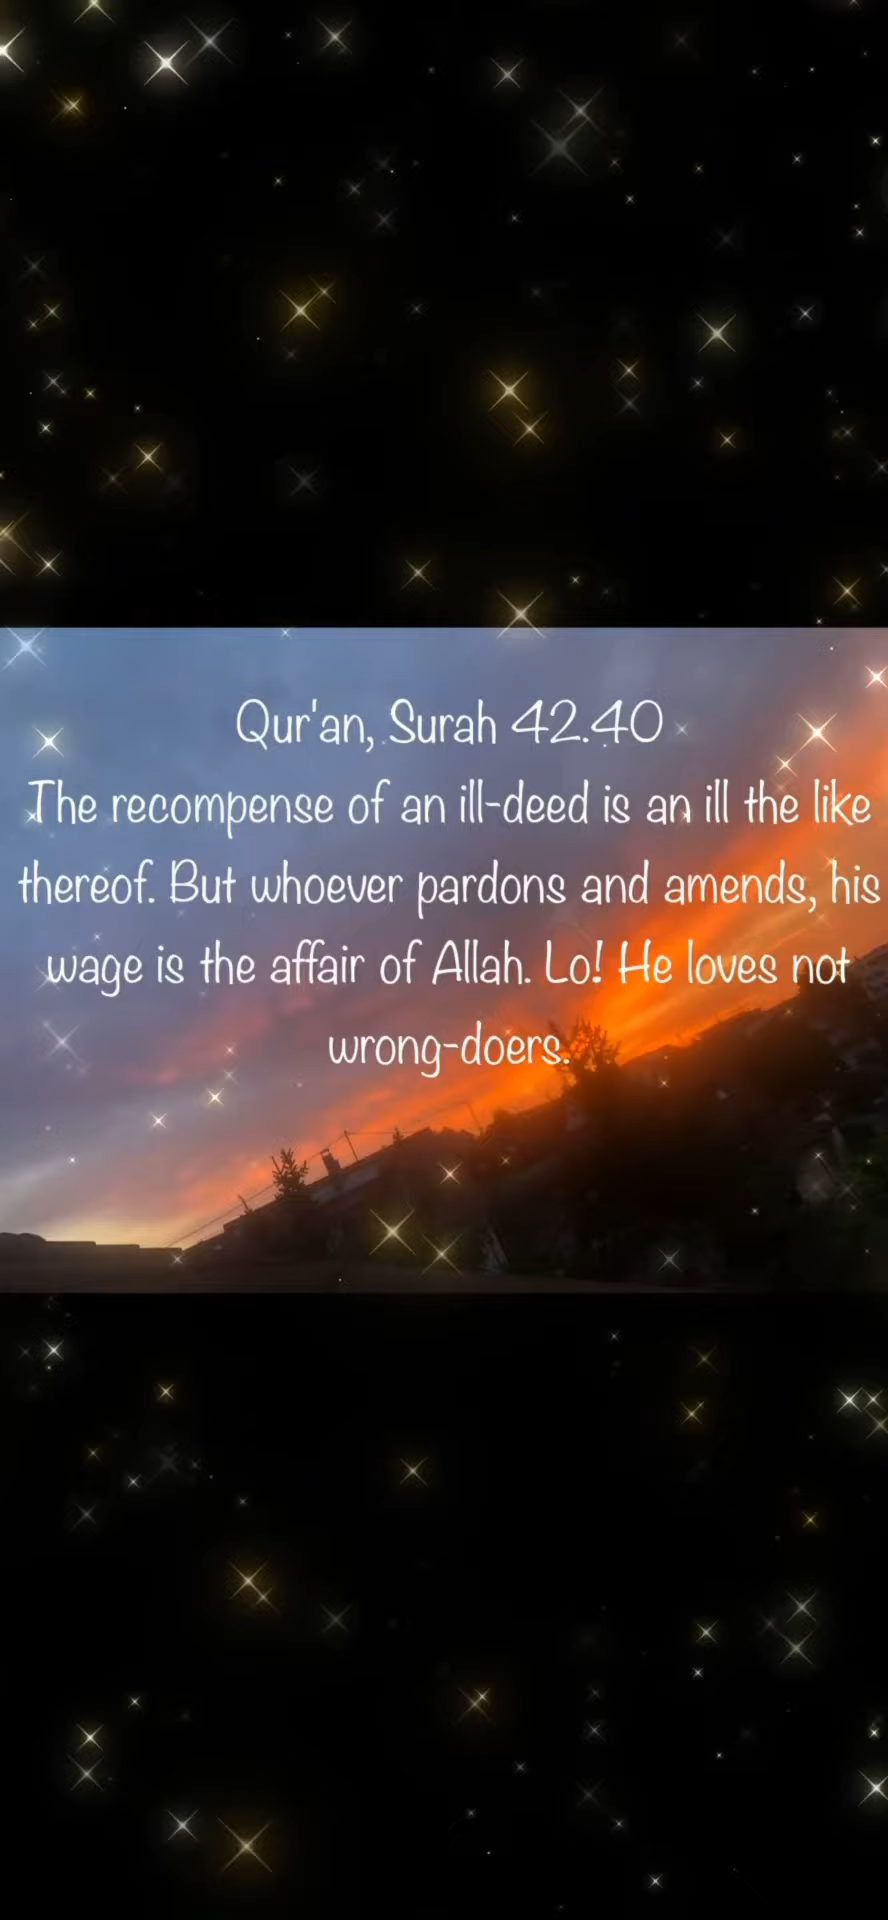 Qur'an, Surah 42.40
The recompense of an ill-deed is an ill the like
thereof. But whoever pardons and amends, his
wage is the affair of Allah. Lo! He loves not
wrong-doers.